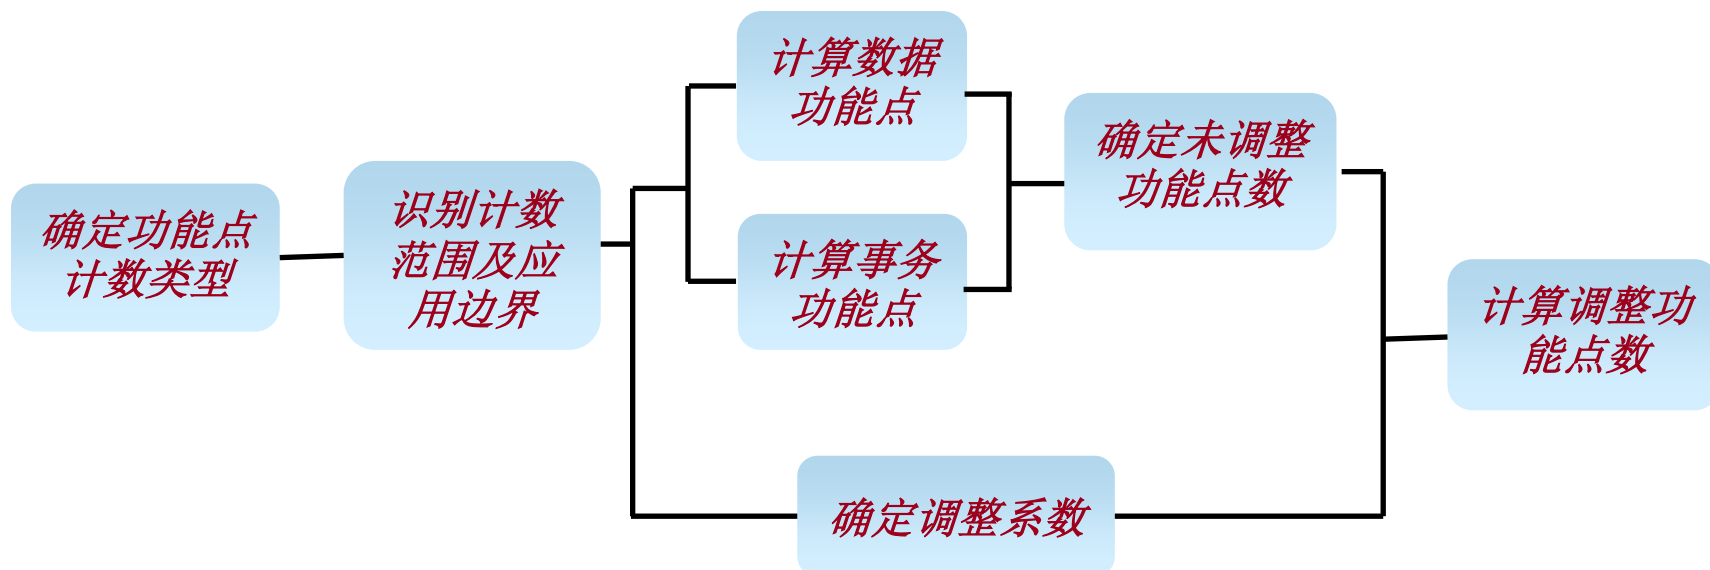 确定功能点
计数类型
识别计数
范围及应
用边界
计算数据
功能点
计算事务
功能点
确定未调整
功能点数
确定调整系数
计算调整功
能点数